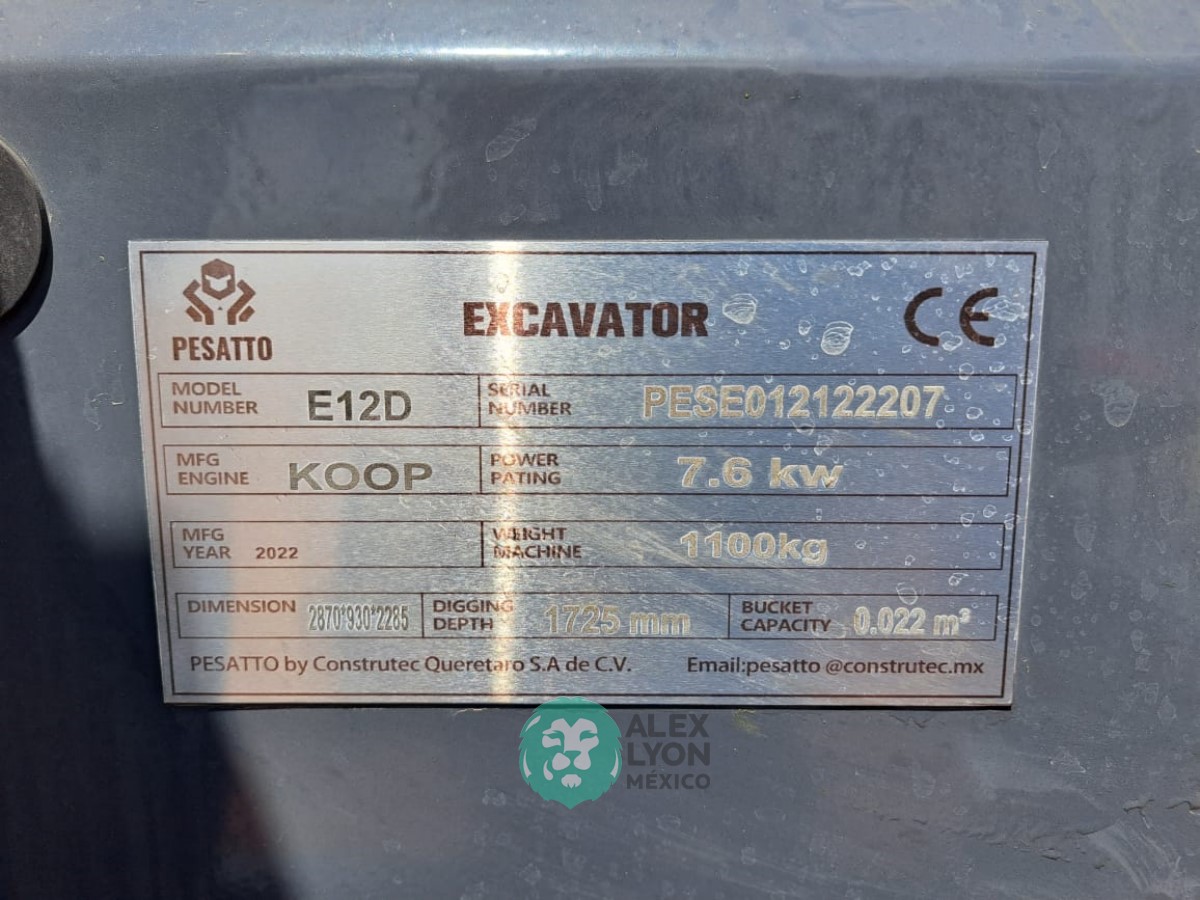 PESATTO
EXCAVATOR
CE
MODEL NUMBER E12D SERIAL NUMBER PESE012122207
MFG ENGINE KOOP POWER PATING 7.6 kw
MFG YEAR 2022 WEIGHT MACHINE 1100kg
DIMENSION 2870*930*2285 DIGGING DEPTH 1725 mm BUCKET CAPACITY 0.022 m³
PESATTO by Construtec Queretaro S.A de C.V. Email:pesatto @construtec.mx
ALEX
LYON
MÉXICO